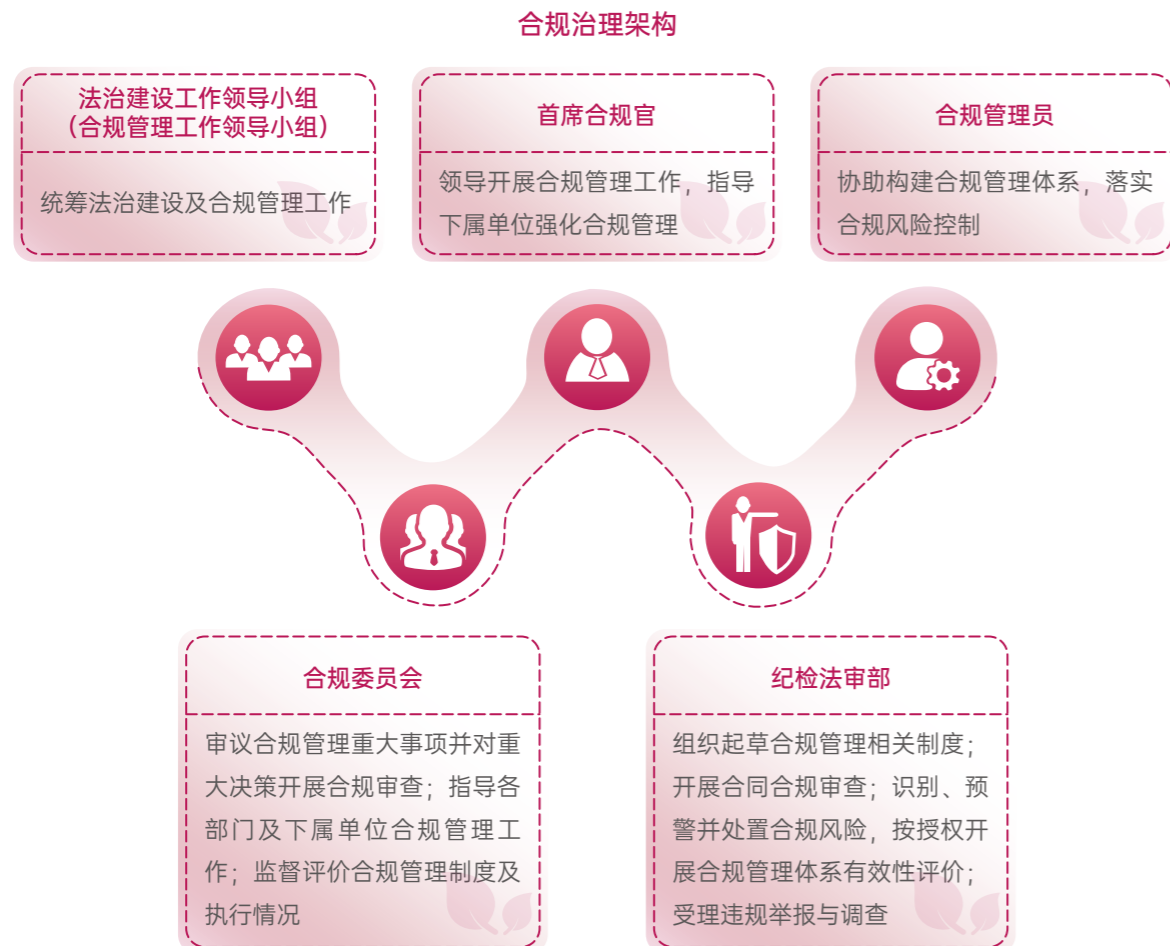 合规治理架构
法治建设工作领导小组
（合规管理工作领导小组）
统筹法治建设及合规管理工作
首席合规官
领导开展合规管理工作，指导
下属单位强化合规管理
合规管理员
协助构建合规管理体系，落实
合规风险控制
合规委员会
审议合规管理重大事项并对重
大决策开展合规审查；指导各
部门及下属单位合规管理工
作；监督评价合规管理制度及
执行情况
纪检法审部
组织起草合规管理相关制度；
开展合同合规审查；识别、预
警并处置合规风险，按授权开
展合规管理体系有效性评价；
受理违规举报与调查